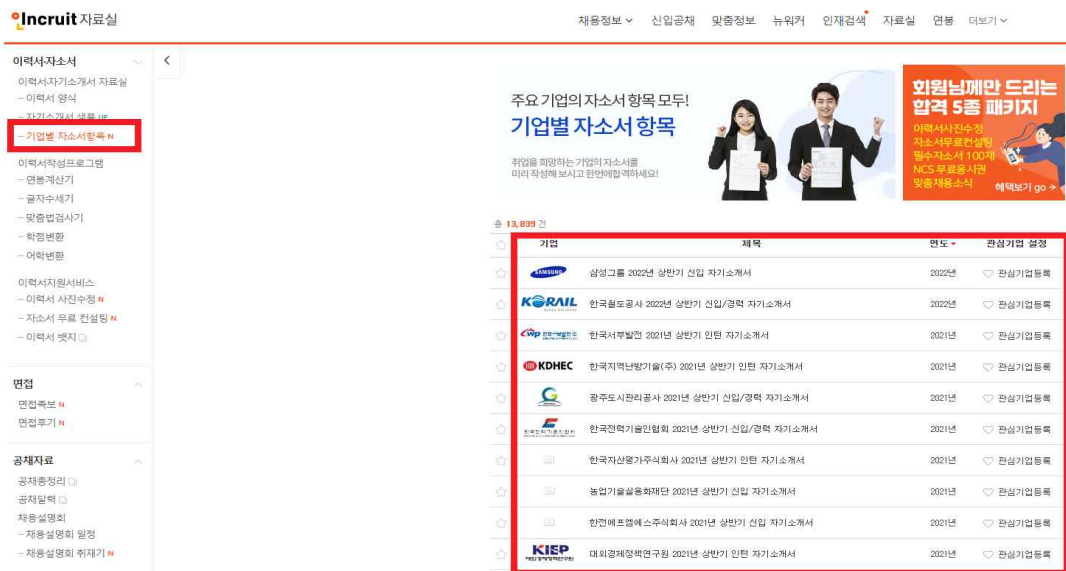 Incruit 자료실
채용정보 신입공채 맞춤정보 뉴워커 인재검색 자료실 연봉 더보기
이력서·자소서
이력서·자기소개서 자료실
- 이력서 양식
- 자기소개서 샘플 UP
- 기업별 자소서항목 N
이력서작성프로그램
- 연봉계산기
- 글자수세기
- 맞춤법검사기
- 학점변환
- 어학변환
이력서지원서비스
- 이력서 사진수정 N
- 자소서 무료 컨설팅 N
- 이력서 뱃지
면접
면접족보 N
면접후기 N
공채자료
공채총정리
공채달력
채용설명회
- 채용설명회 일정
- 채용설명회 취재기 N
주요 기업의 자소서 항목 모두!
기업별 자소서 항목
취업을 희망하는 기업의 자소서를
미리 작성해 보시고 한번에합격하세요!
회원님께만 드리는
합격 5종 패키지
이력서사진수정
자소서무료컨설팅
필수자소서 100제
NCS 무료응시권
맞춤채용소식
혜택보기 go →
총 13,839 건
기업 제목 연도 관심기업 설정
SAMSUNG 삼성그룹 2022년 상반기 신입 자기소개서 2022년 관심기업등록
KORAIL 한국철도공사 2022년 상반기 신입/경력 자기소개서 2022년 관심기업등록
한국서부발전 2021년 상반기 인턴 자기소개서 2021년 관심기업등록
KDHEC 한국지역난방기술(주) 2021년 상반기 인턴 자기소개서 2021년 관심기업등록
광주도시관리공사 2021년 상반기 신입/경력 자기소개서 2021년 관심기업등록
한국전력기술인협회 2021년 상반기 신입/경력 자기소개서 2021년 관심기업등록
한국자산평가주식회사 2021년 상반기 인턴 자기소개서 2021년 관심기업등록
농업기술실용화재단 2021년 상반기 신입 자기소개서 2021년 관심기업등록
한전에프엠에스주식회사 2021년 상반기 신입 자기소개서 2021년 관심기업등록
KIEP 대외경제정책연구원 2021년 상반기 인턴 자기소개서 2021년 관심기업등록